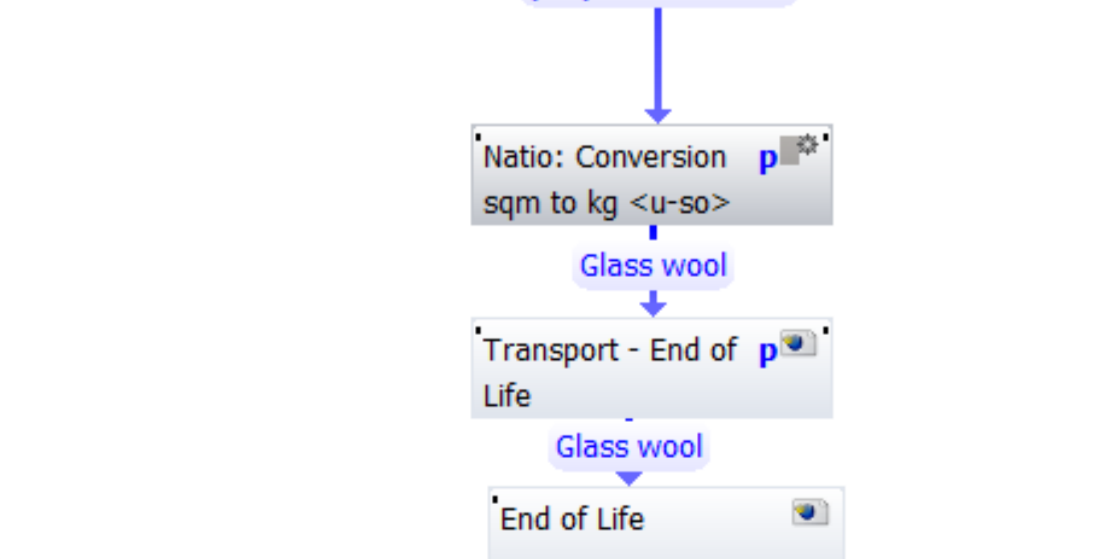 Natio: Conversion p
sqm to kg <u-so>
Glass wool
Transport - End of p
Life
Glass wool
End of Life